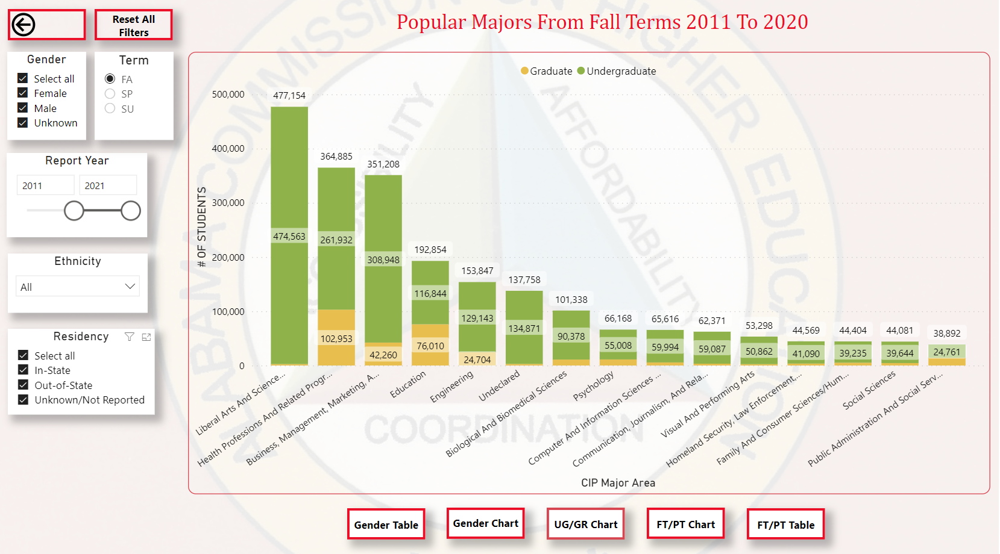 Reset All
Filters
Popular Majors From Fall Terms 2011 To 2020
Gender
Select all
Female
Male
Unknown
Term
FA
SP
SU
Report Year
2011
2021
Ethnicity
All
Residency
Select all
In-State
Out-of-State
Unknown/Not Reported
Graduate
Undergraduate
# OF STUDENTS
500,000
400,000
300,000
200,000
100,000
0
477,154
474,563
364,885
261,932
102,953
351,208
308,948
42,260
192,854
116,844
76,010
153,847
129,143
24,704
137,758
134,871
101,338
90,378
66,168
55,008
65,616
59,994
62,371
59,087
53,298
50,862
44,569
41,090
44,404
39,235
44,081
39,644
38,892
24,761
Liberal Arts And Science...
Health Professions And Related Progr...
Business, Management, Marketing, A...
Education
Engineering
Undeclared
Biological And Biomedical Sciences
Psychology
Computer And Information Sciences ...
Communication, Journalism, And Rela...
Visual And Performing Arts
Homeland Security, Law Enforcement,...
Family And Consumer Sciences/Hum...
Social Sciences
Public Administration And Social Serv...
CIP Major Area
Gender Table
Gender Chart
UG/GR Chart
FT/PT Chart
FT/PT Table
AFFORDABILITY
COORDINATION